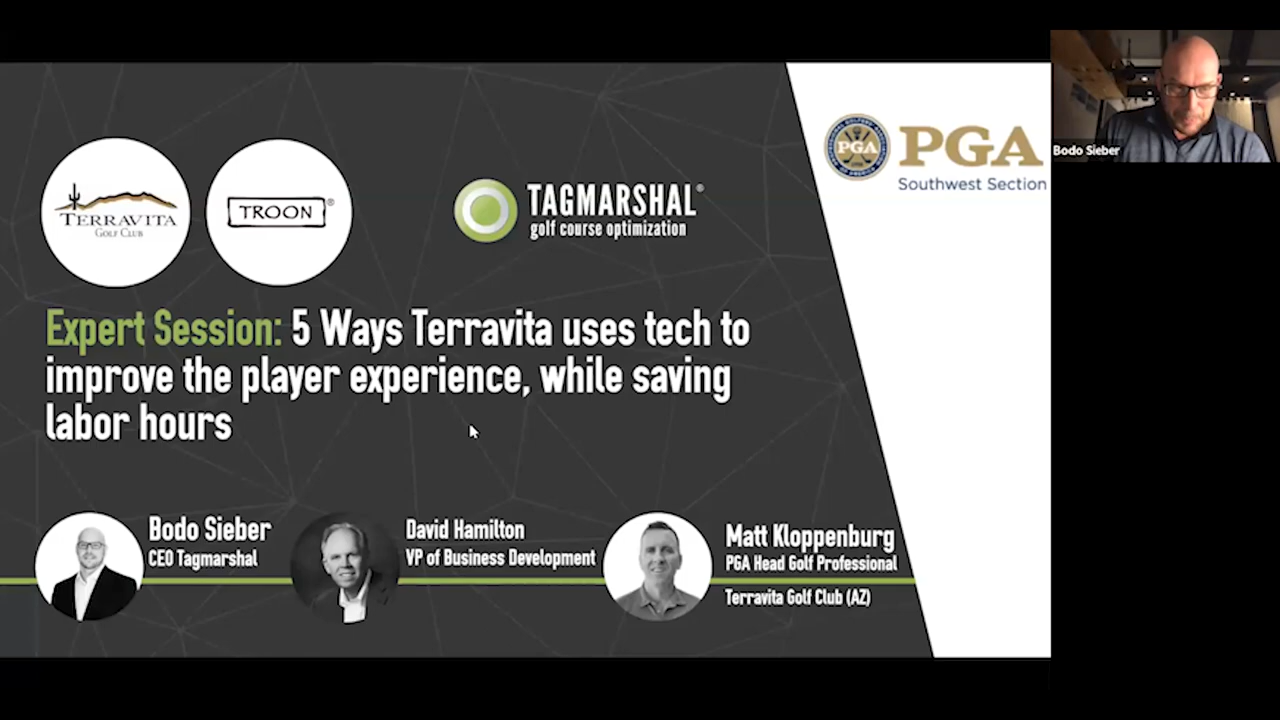 TERRAVITA
GOLF CLUB
TROON®
TAGMARSHAL®
golf course optimization
PGA
PGA
Southwest Section
Bodo Sieber
Expert Session: 5 Ways Terravita uses tech to
improve the player experience, while saving
labor hours
Bodo Sieber
CEO Tagmarshal
David Hamilton
VP of Business Development
Matt Kloppenburg
PGA Head Golf Professional
Terravita Golf Club (AZ)